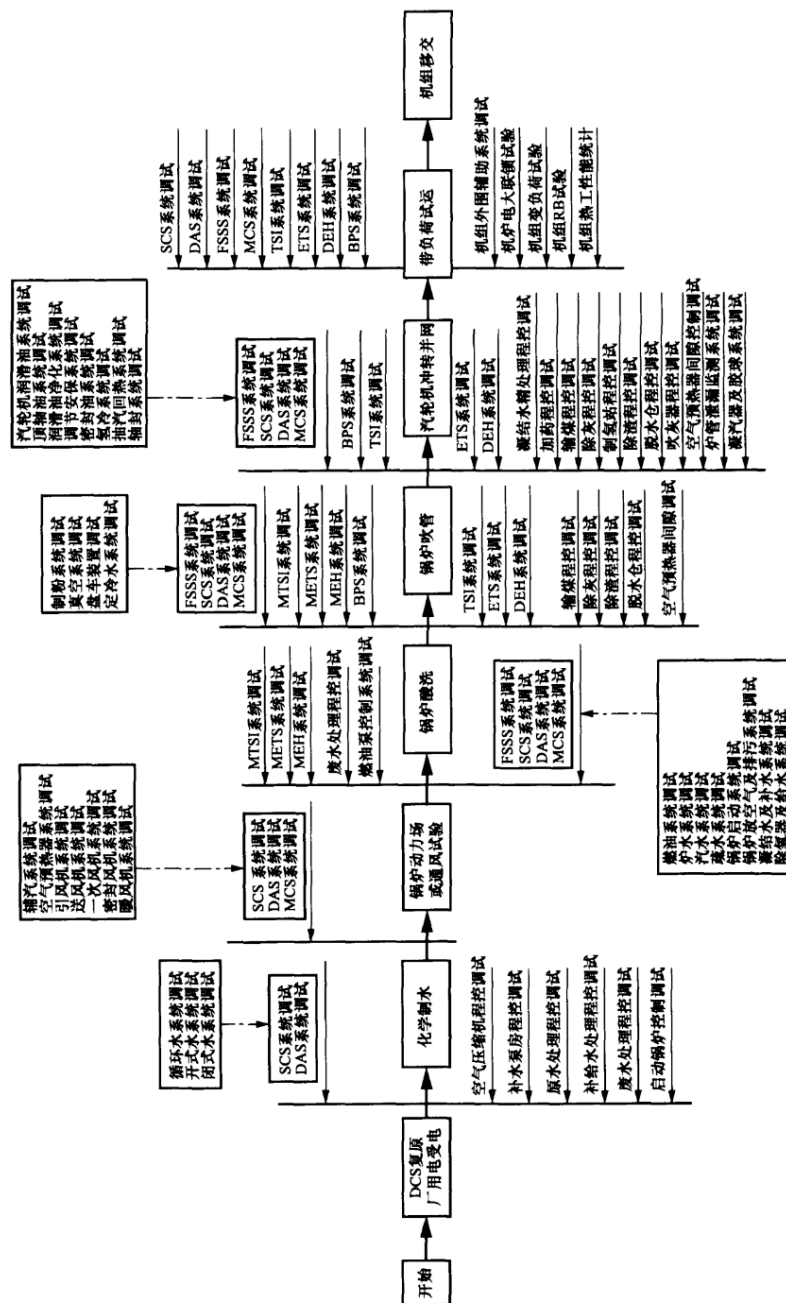 开始
DCS复原
厂用电受电
循环水系统调试
开式水系统调试
闭式水系统调试
SCS系统调试
DAS系统调试
空气压缩机程控调试
补水泵房程控调试
原水处理程控调试
补给水处理程控调试
废水处理程控调试
启动锅炉控制调试
化学制水
辅汽系统调试
空气预热器系统调试
引风机系统调试
送风机系统调试
一次风机系统调试
密封风机系统调试
暖风机系统调试
SCS 系统调试
DAS系统调试
MCS系统调试
锅炉动力场
或通风试验
MTSI系统调试
METS系统调试
MEH系统调试
废水处理程控调试
燃油泵控制系统调试
FSSS系统调试
SCS系统调试
DAS系统调试
MCS系统调试
燃油系统调试
炉水系统调试
汽水系统调试
疏水系统调试
锅炉启动系统调试
锅炉放空气及排污系统调试
凝结水及补水系统调试
除氧器及给水系统调试
锅炉酸洗
制粉系统调试
真空系统调试
盘车装置调试
定冷水系统调试
FSSS系统调试
SCS系统调试
DAS系统调试
MCS系统调试
MTSI系统调试
METS系统调试
MEH系统调试
BPS系统调试
TSI系统调试
ETS系统调试
DEH系统调试
输煤程控调试
除灰程控调试
除渣程控调试
脱水仓程控调试
空气预热器间隙调试
锅炉吹管
汽轮机润滑油系统调试
顶轴油系统调试
润滑油净化系统调试
调节安保系统调试
密封油系统调试
氢冷系统调试
抽汽回热系统调试
轴封系统调试
FSSS系统调试
SCS系统调试
DAS系统调试
MCS系统调试
BPS系统调试
TSI系统调试
ETS系统调试
DEH系统调试
凝结水精处理程控调试
加药程控调试
输煤程控调试
除灰程控调试
制氢站程控调试
除渣程控调试
脱水仓程控调试
吹灰器程控调试
空气预热器间隙控制调试
炉管泄漏监测系统调试
凝汽器及胶球系统调试
汽轮机冲转并网
SCS系统调试
DAS系统调试
FSSS系统调试
MCS系统调试
TSI系统调试
ETS系统调试
DEH系统调试
BPS系统调试
机组外围辅助系统调试
机炉电大联锁试验
机组变负荷试验
机组RB试验
机组热工性能统计
带负荷试运
机组移交